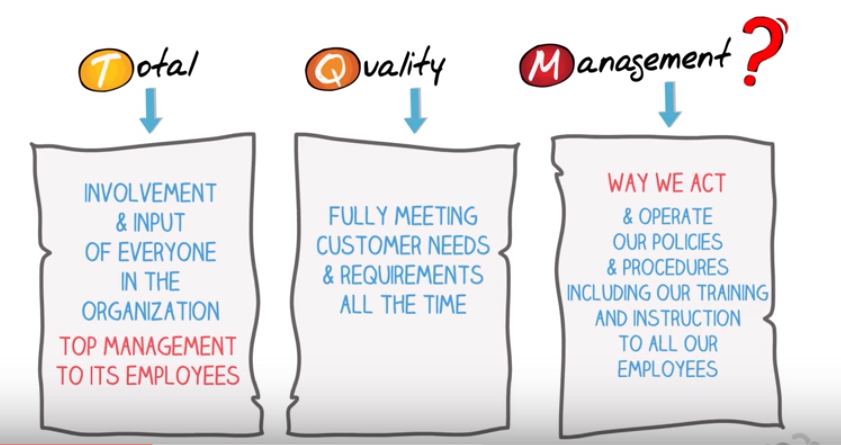 Total Quality Management ?
INVOLVEMENT
& INPUT
OF EVERYONE
IN THE
ORGANIZATION
TOP MANAGEMENT
TO ITS EMPLOYEES
FULLY MEETING
CUSTOMER NEEDS
& REQUIREMENTS
ALL THE TIME
WAY WE ACT
& OPERATE
OUR POLICIES
& PROCEDURES
INCLUDING OUR TRAINING
AND INSTRUCTION
TO ALL OUR
EMPLOYEES